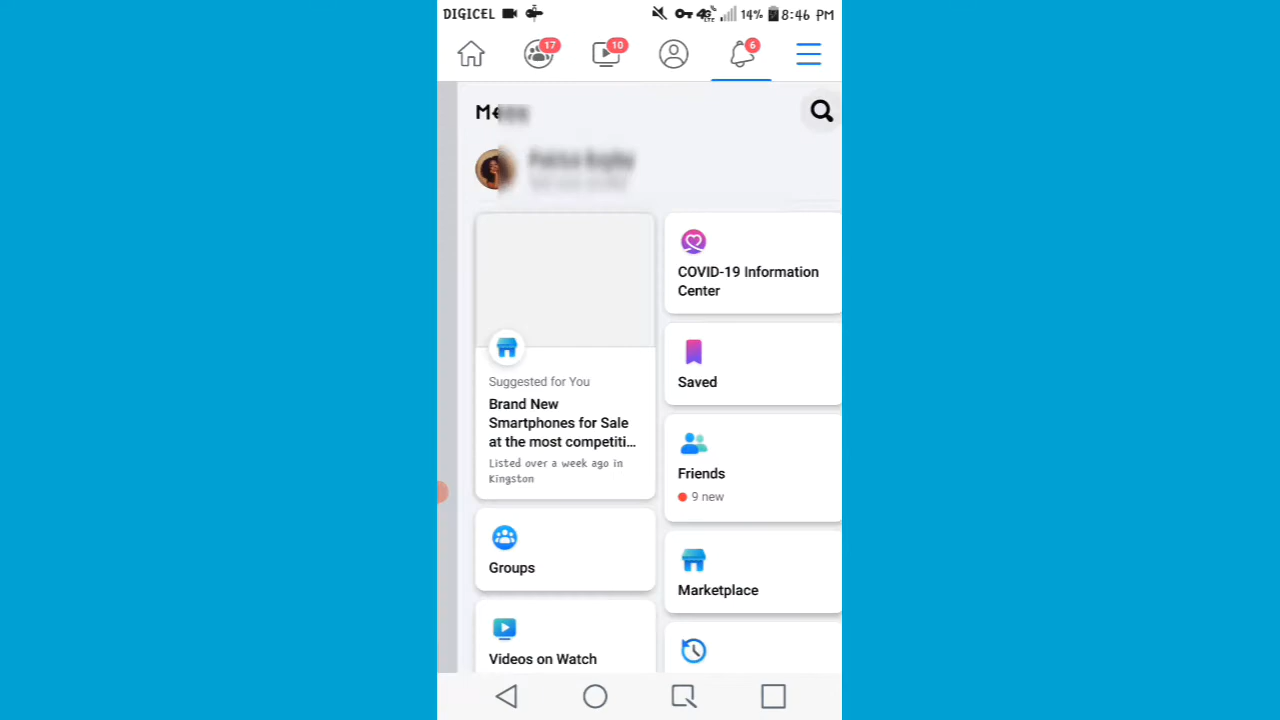 DIGICEL 4G LTE 14% 8:46 PM
17 10 6
Suggested for You
Brand New
Smartphones for Sale
at the most competiti...
Listed over a week ago in
Kingston
Groups
Videos on Watch
COVID-19 Information
Center
Saved
Friends
9 new
Marketplace